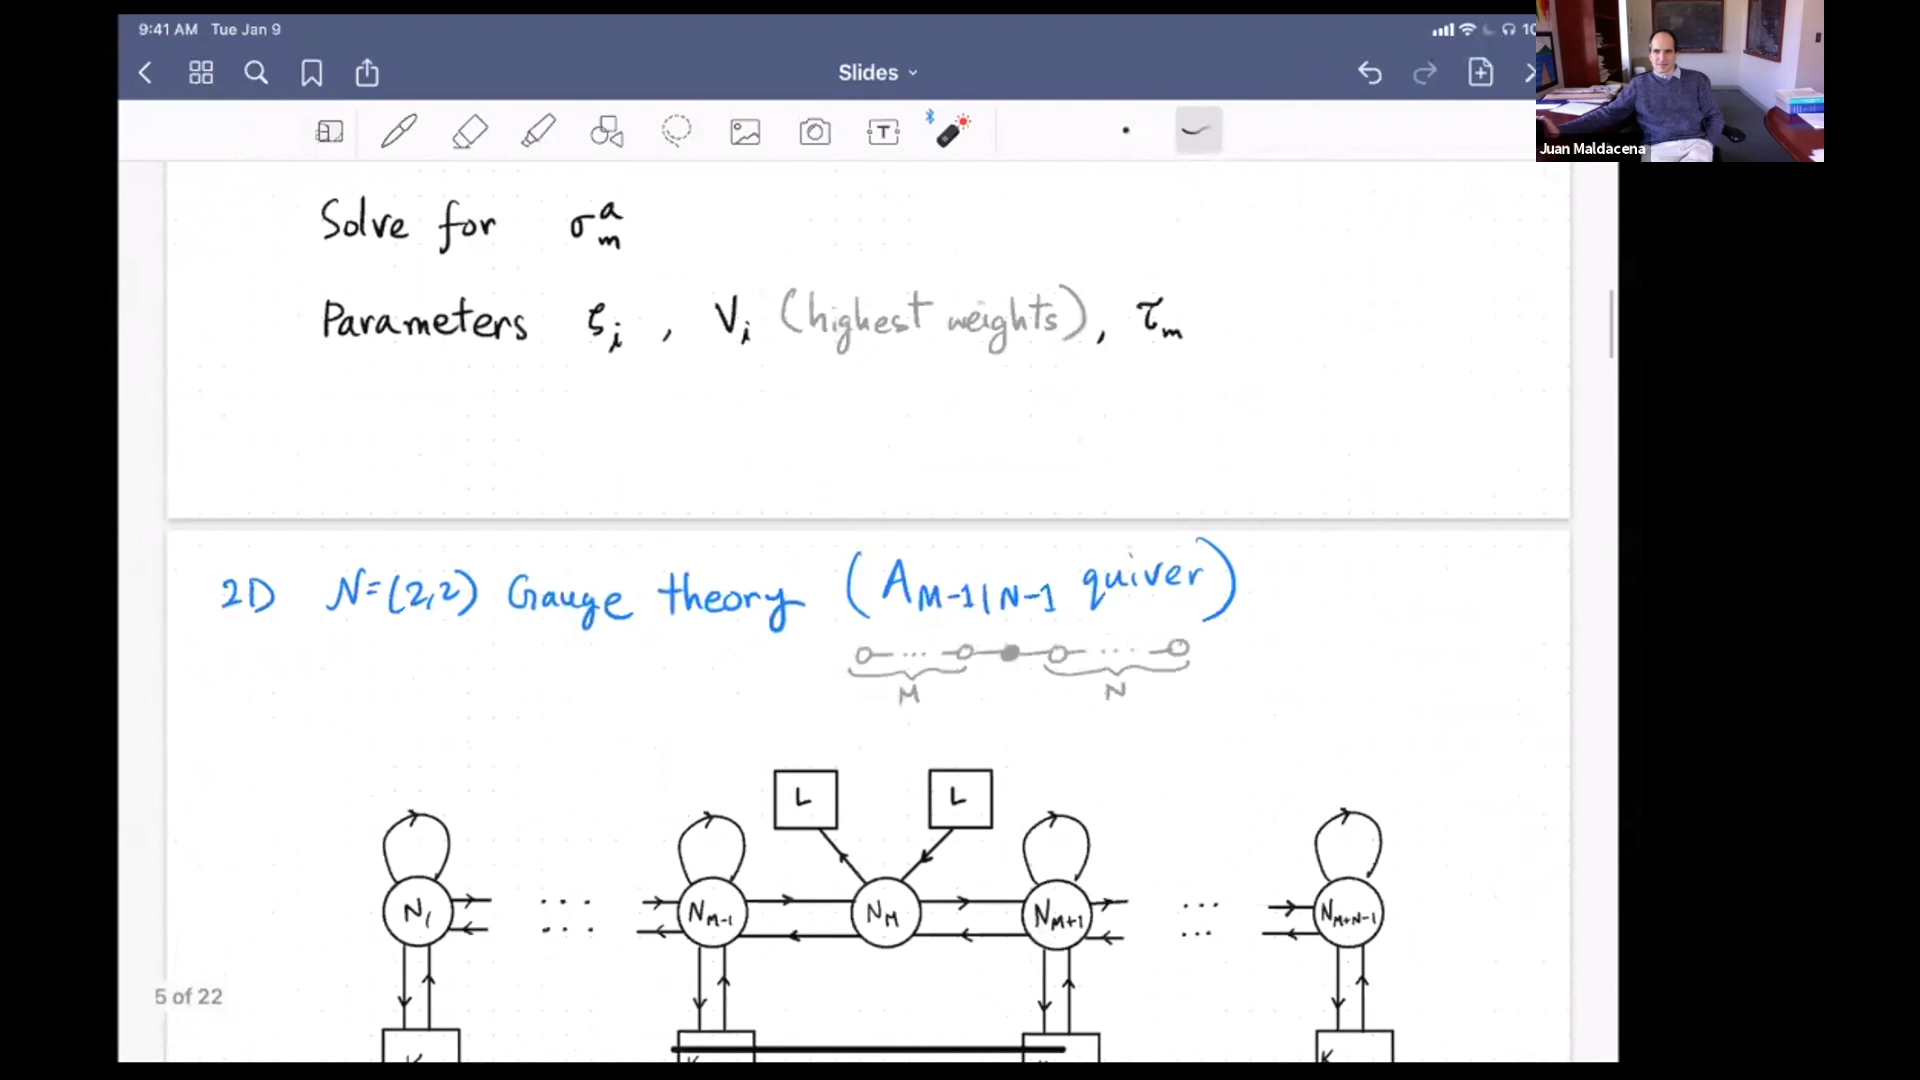 9:41 AM Tue Jan 9
Slides
Juan Maldacena
Solve for σ_m^a
Parameters ζ_i , V_i (highest weights), τ_m
2D N=(2,2) Gauge theory (A_{M-1|N-1} quiver)
M N
L L
N_1 ... N_{M-1} N_M N_{M+1} ... N_{M+N-1}
5 of 22
K